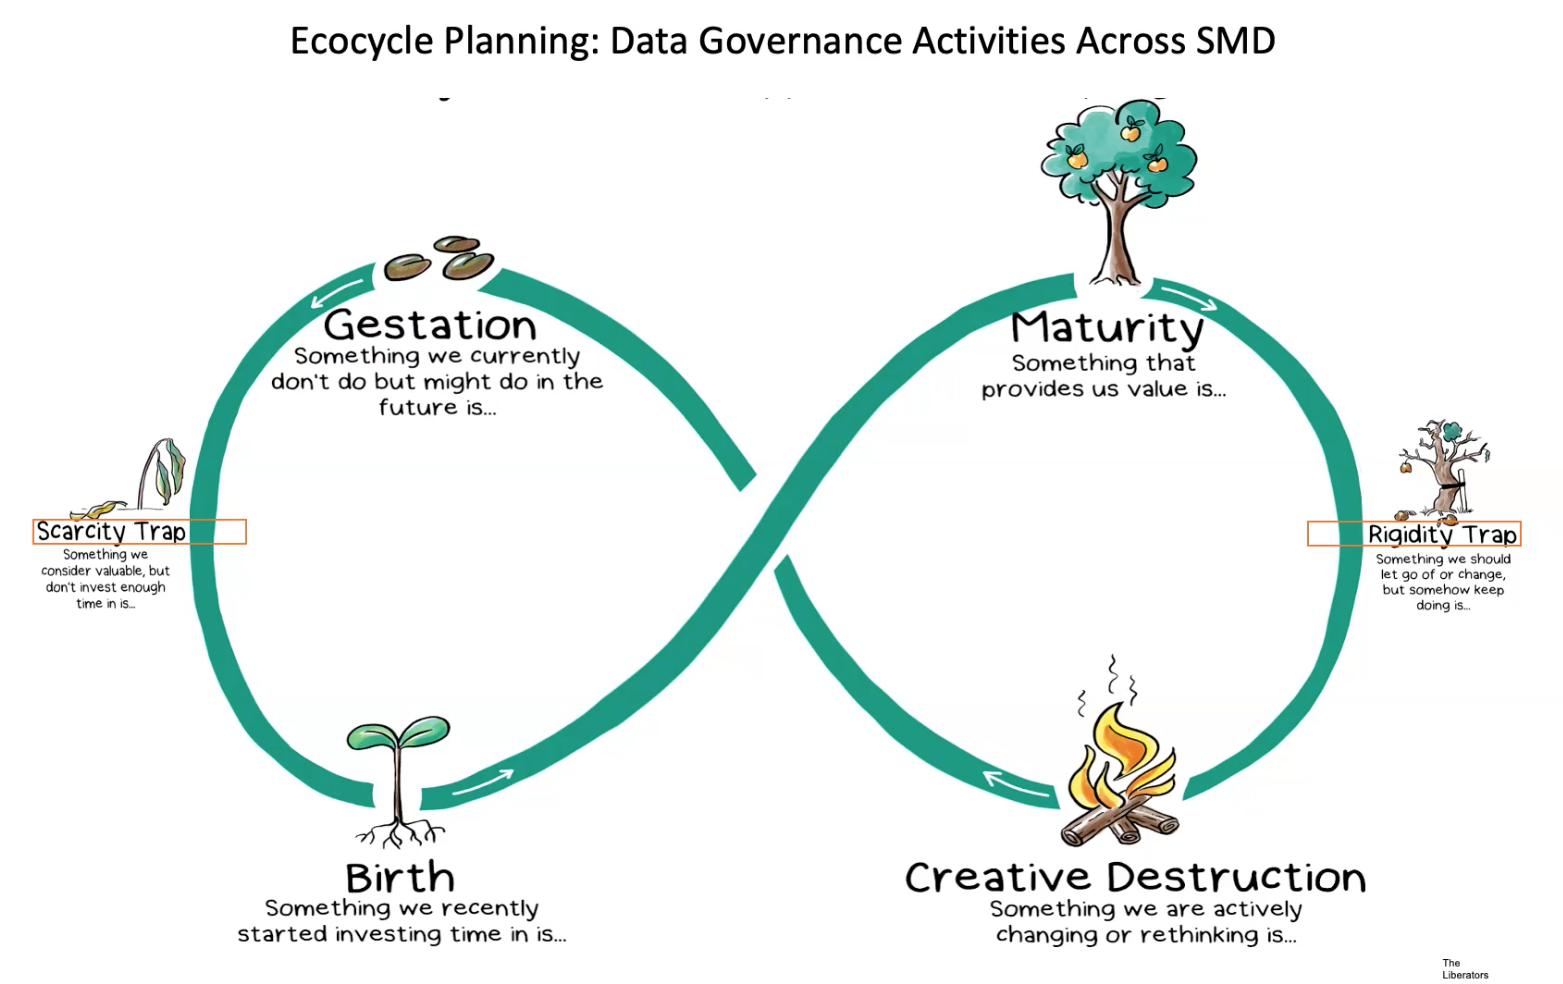 Ecocycle Planning: Data Governance Activities Across SMD
Gestation
Something we currently
don't do but might do in the
future is...
Maturity
Something that
provides us value is...
Scarcity Trap
Something we
consider valuable, but
don't invest enough
time in is...
Rigidity Trap
Something we should
let go of or change,
but somehow keep
doing is...
Birth
Something we recently
started investing time in is...
Creative Destruction
Something we are actively
changing or rethinking is...
The
Liberators